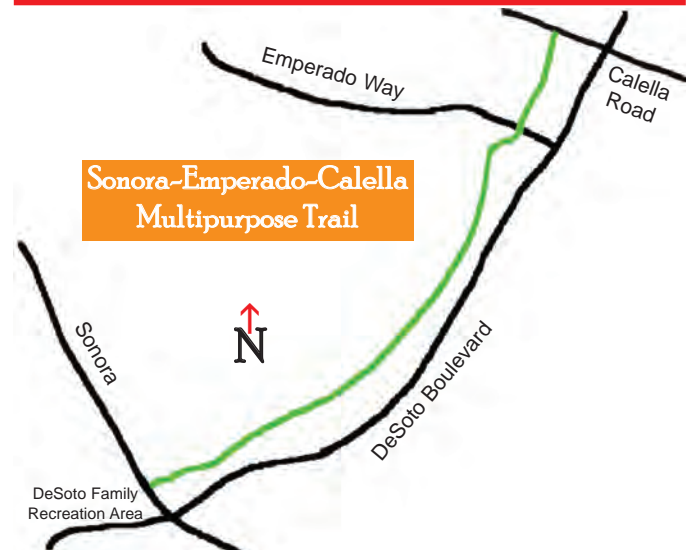 Emperado Way
Calella
Road
Sonora-Emperado-Calella
Multipurpose Trail
N
Sonora
DeSoto Boulevard
DeSoto Family
Recreation Area